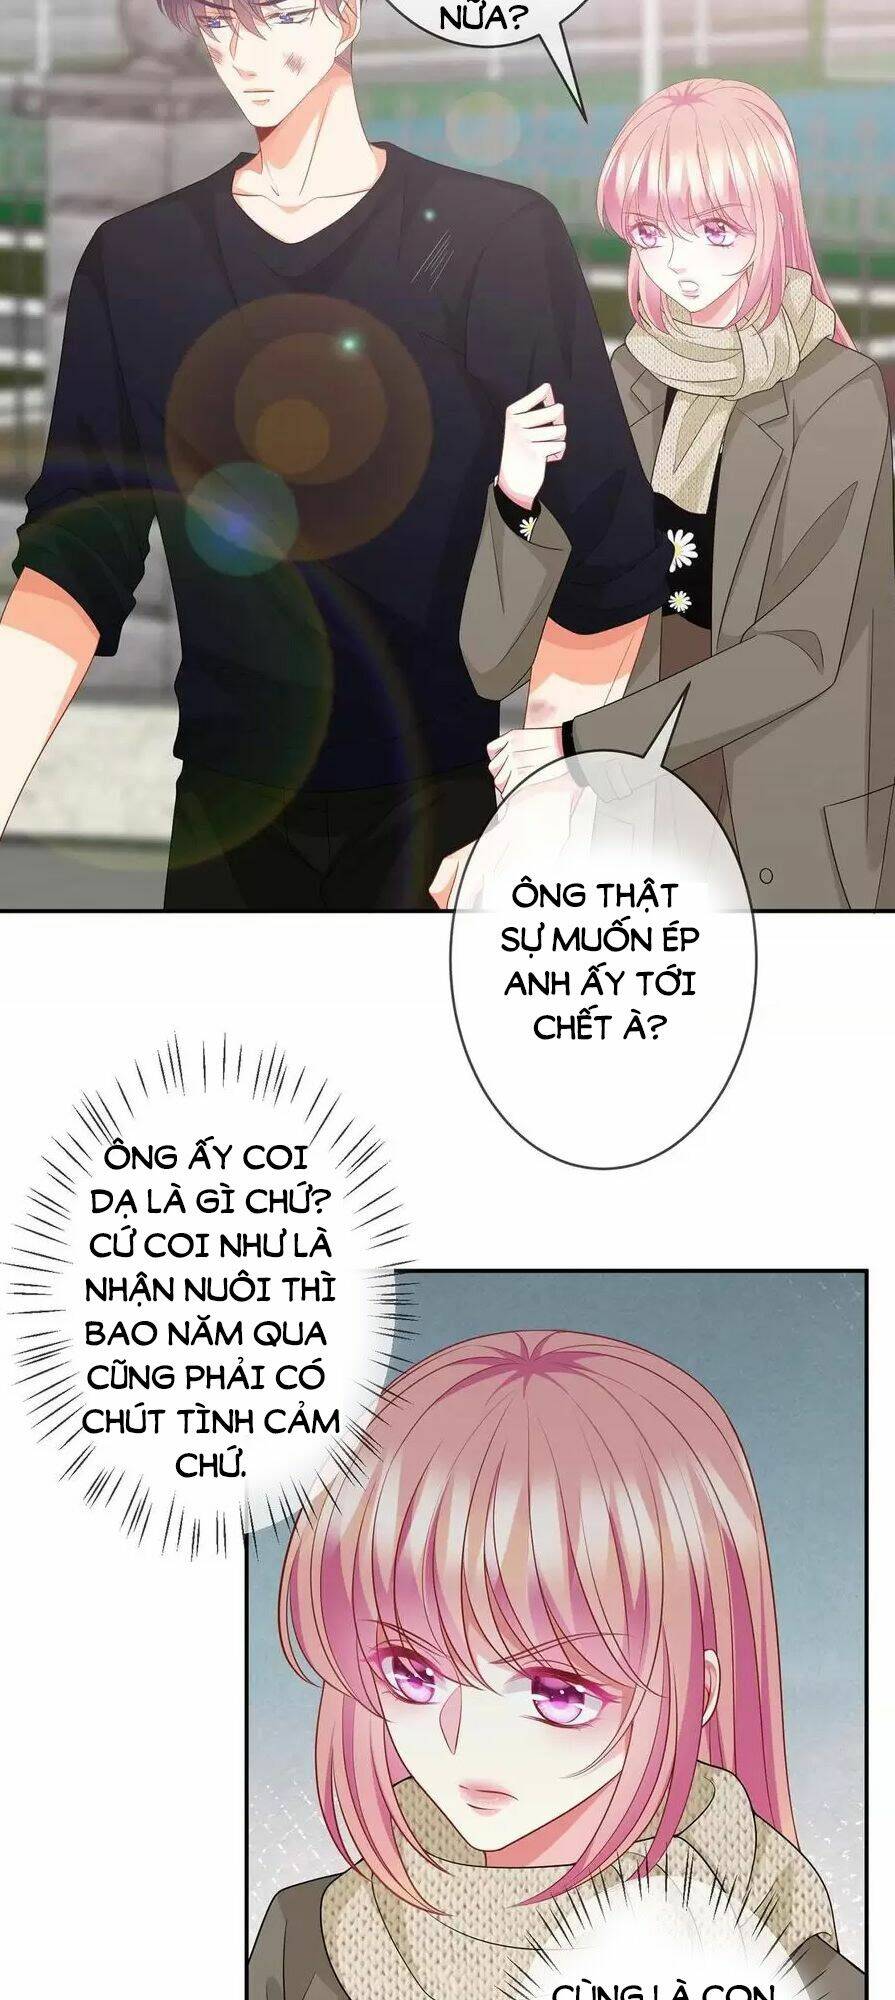 NỮA?
ÔNG THẬT
SỰ MUỐN ÉP
ANH ẤY TỚI
CHẾT À?
ÔNG ẤY COI
DẠ LÀ GÌ CHỨ?
CỨ COI NHƯ LÀ
NHẬN NUÔI THÌ
BAO NĂM QUA
CŨNG PHẢI CÓ
CHÚT TÌNH CẢM
CHỨ.
CÙNG LÀ CON